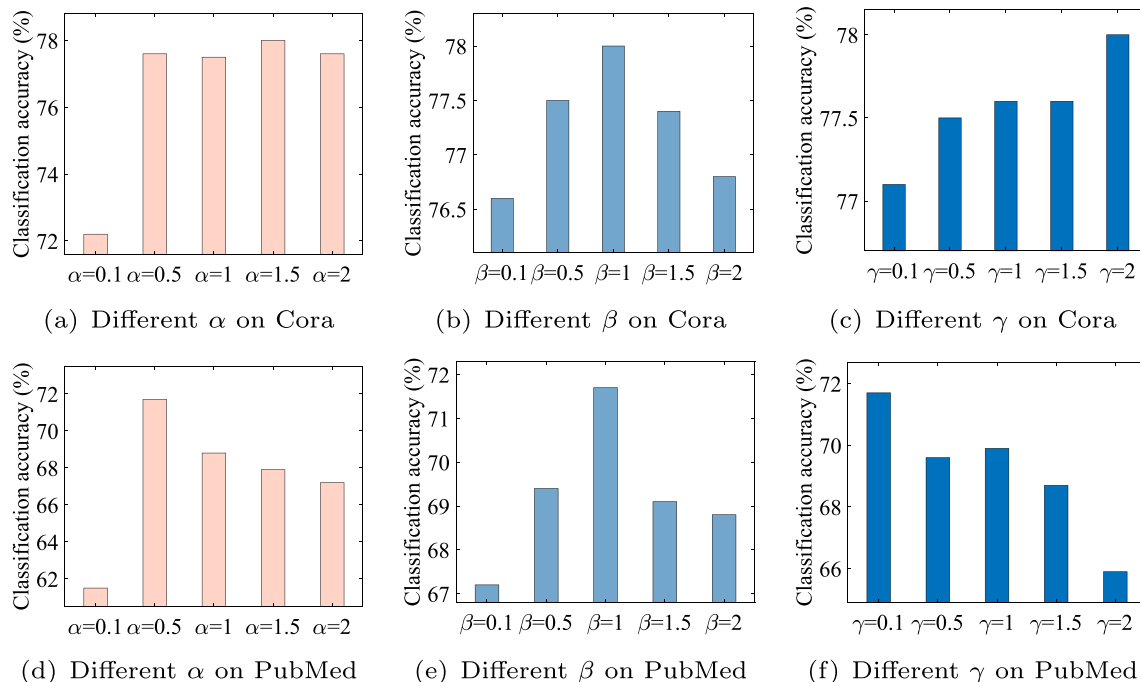 Classification accuracy (%)
78
76
74
72
α=0.1 α=0.5 α=1 α=1.5 α=2
(a) Different α on Cora
Classification accuracy (%)
78
77.5
77
76.5
β=0.1 β=0.5 β=1 β=1.5 β=2
(b) Different β on Cora
Classification accuracy (%)
78
77.5
77
γ=0.1 γ=0.5 γ=1 γ=1.5 γ=2
(c) Different γ on Cora
Classification accuracy (%)
72
70
68
66
64
62
α=0.1 α=0.5 α=1 α=1.5 α=2
(d) Different α on PubMed
Classification accuracy (%)
72
71
70
69
68
67
β=0.1 β=0.5 β=1 β=1.5 β=2
(e) Different β on PubMed
Classification accuracy (%)
72
70
68
66
γ=0.1 γ=0.5 γ=1 γ=1.5 γ=2
(f) Different γ on PubMed